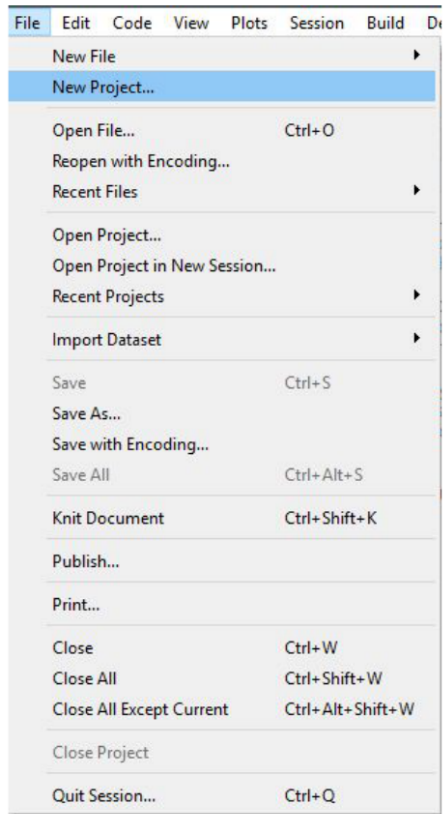 File Edit Code View Plots Session Build De
New File
New Project...
Open File... Ctrl+O
Reopen with Encoding...
Recent Files
Open Project...
Open Project in New Session...
Recent Projects
Import Dataset
Save Ctrl+S
Save As...
Save with Encoding...
Save All Ctrl+Alt+S
Knit Document Ctrl+Shift+K
Publish...
Print...
Close Ctrl+W
Close All Ctrl+Shift+W
Close All Except Current Ctrl+Alt+Shift+W
Close Project
Quit Session... Ctrl+Q